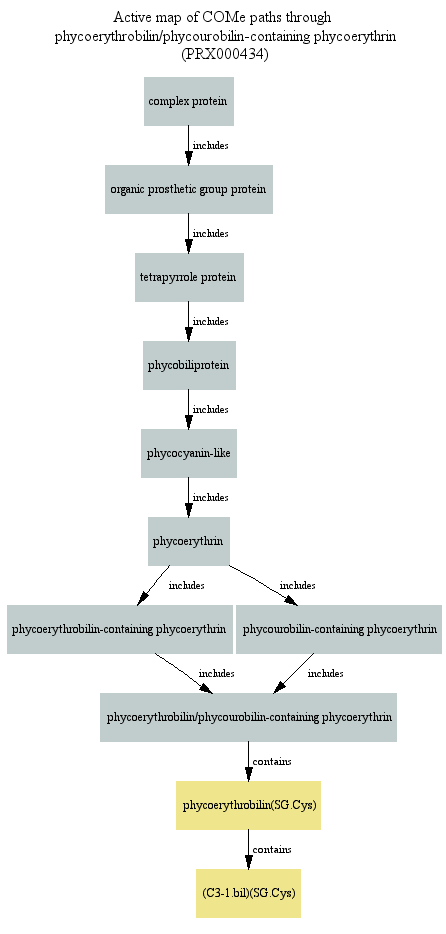 Active map of COMe paths through
phycoerythrobilin/phycourobilin-containing phycoerythrin
(PRX000434)
complex protein
includes
organic prosthetic group protein
includes
tetrapyrrole protein
includes
phycobiliprotein
includes
phycocyanin-like
includes
phycoerythrin
includes includes
phycoerythrobilin-containing phycoerythrin phycourobilin-containing phycoerythrin
includes includes
phycoerythrobilin/phycourobilin-containing phycoerythrin
contains
phycoerythrobilin(SG.Cys)
contains
(C3-1.bil)(SG.Cys)